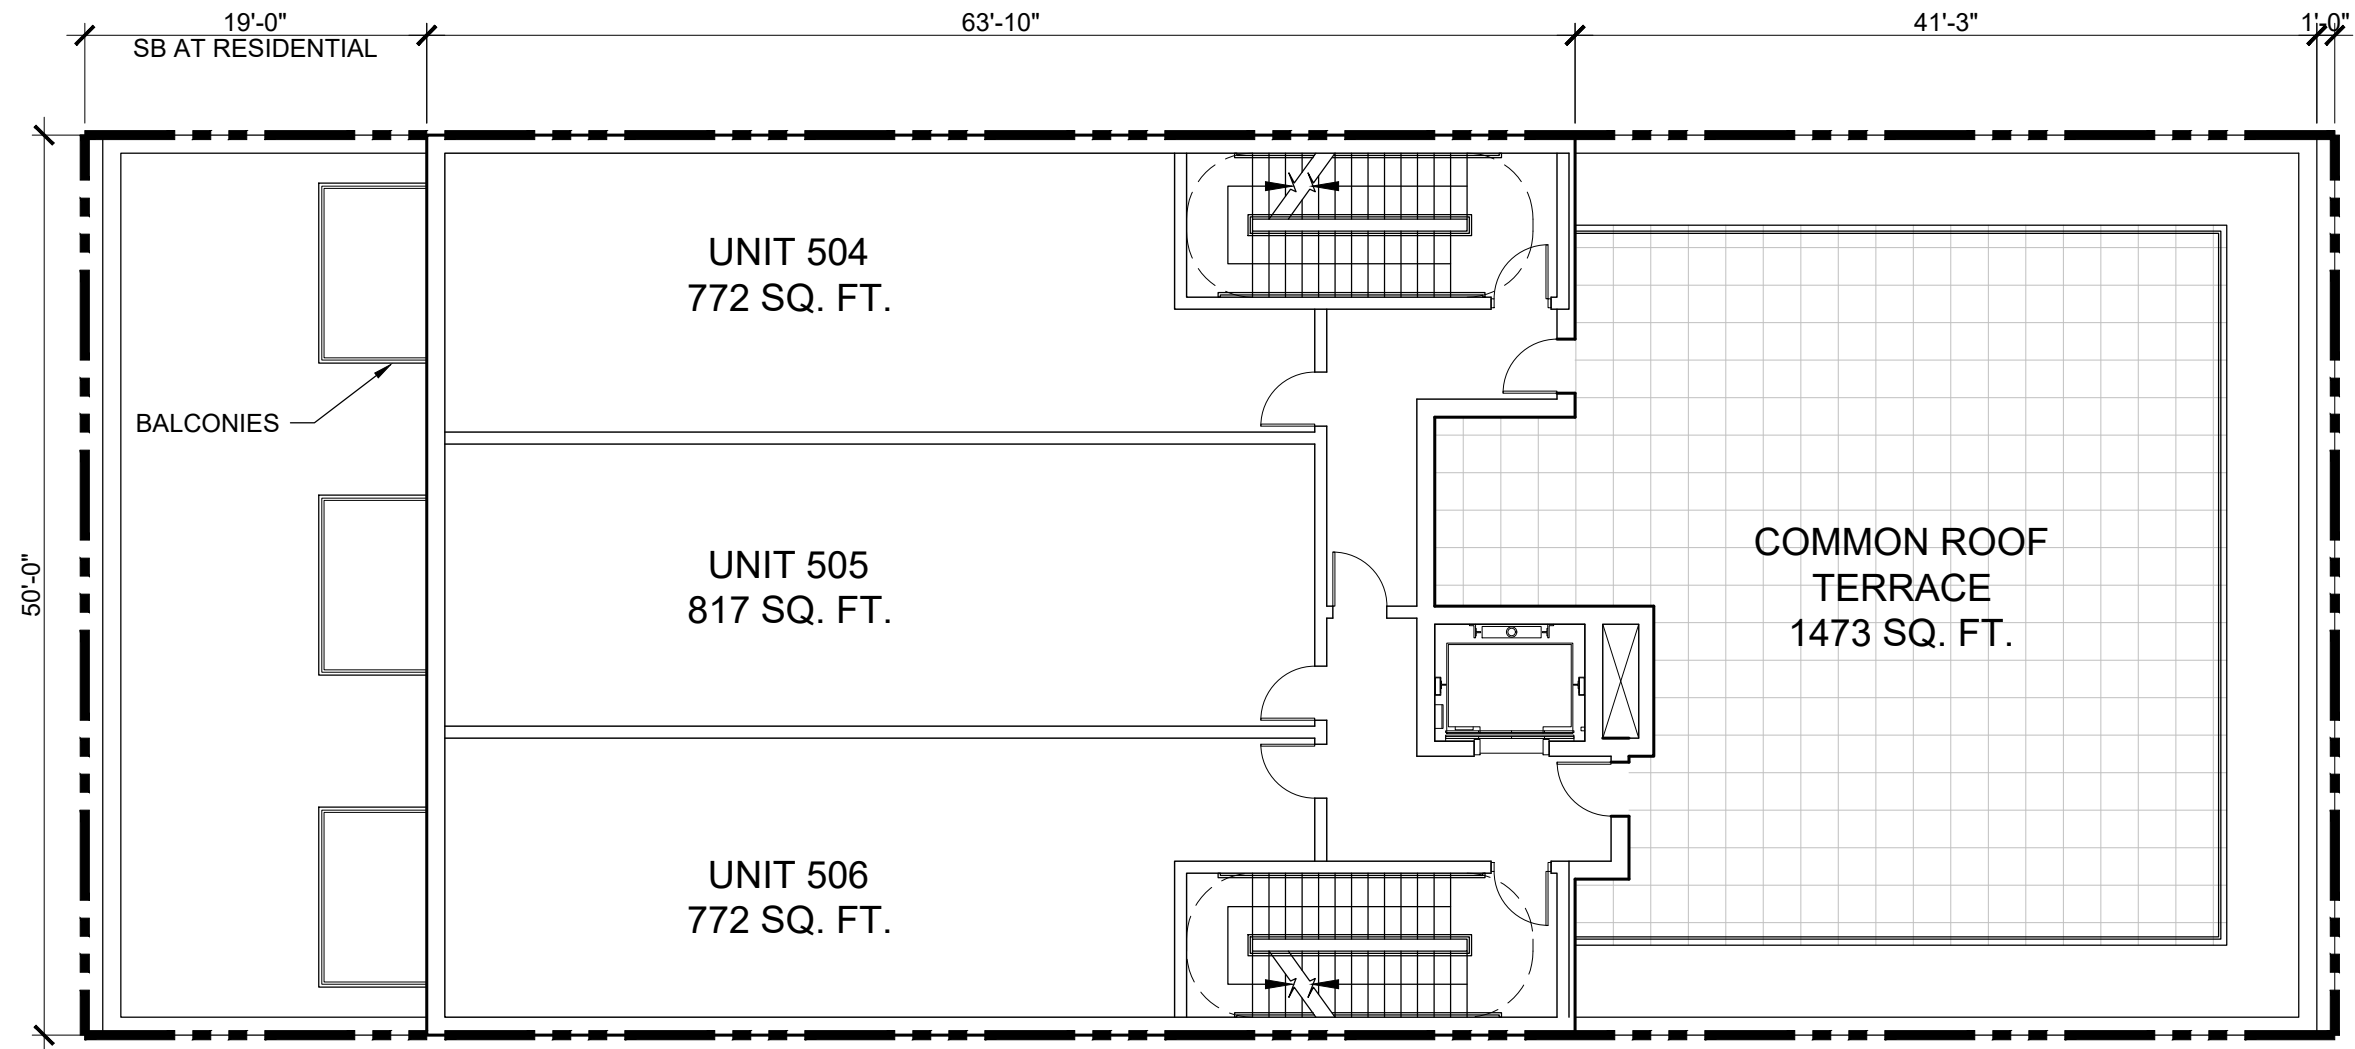 19'-0"
SB AT RESIDENTIAL
63'-10"
41'-3"
1'-0"
50'-0"
BALCONIES
UNIT 504
772 SQ. FT.
UNIT 505
817 SQ. FT.
UNIT 506
772 SQ. FT.
COMMON ROOF
TERRACE
1473 SQ. FT.